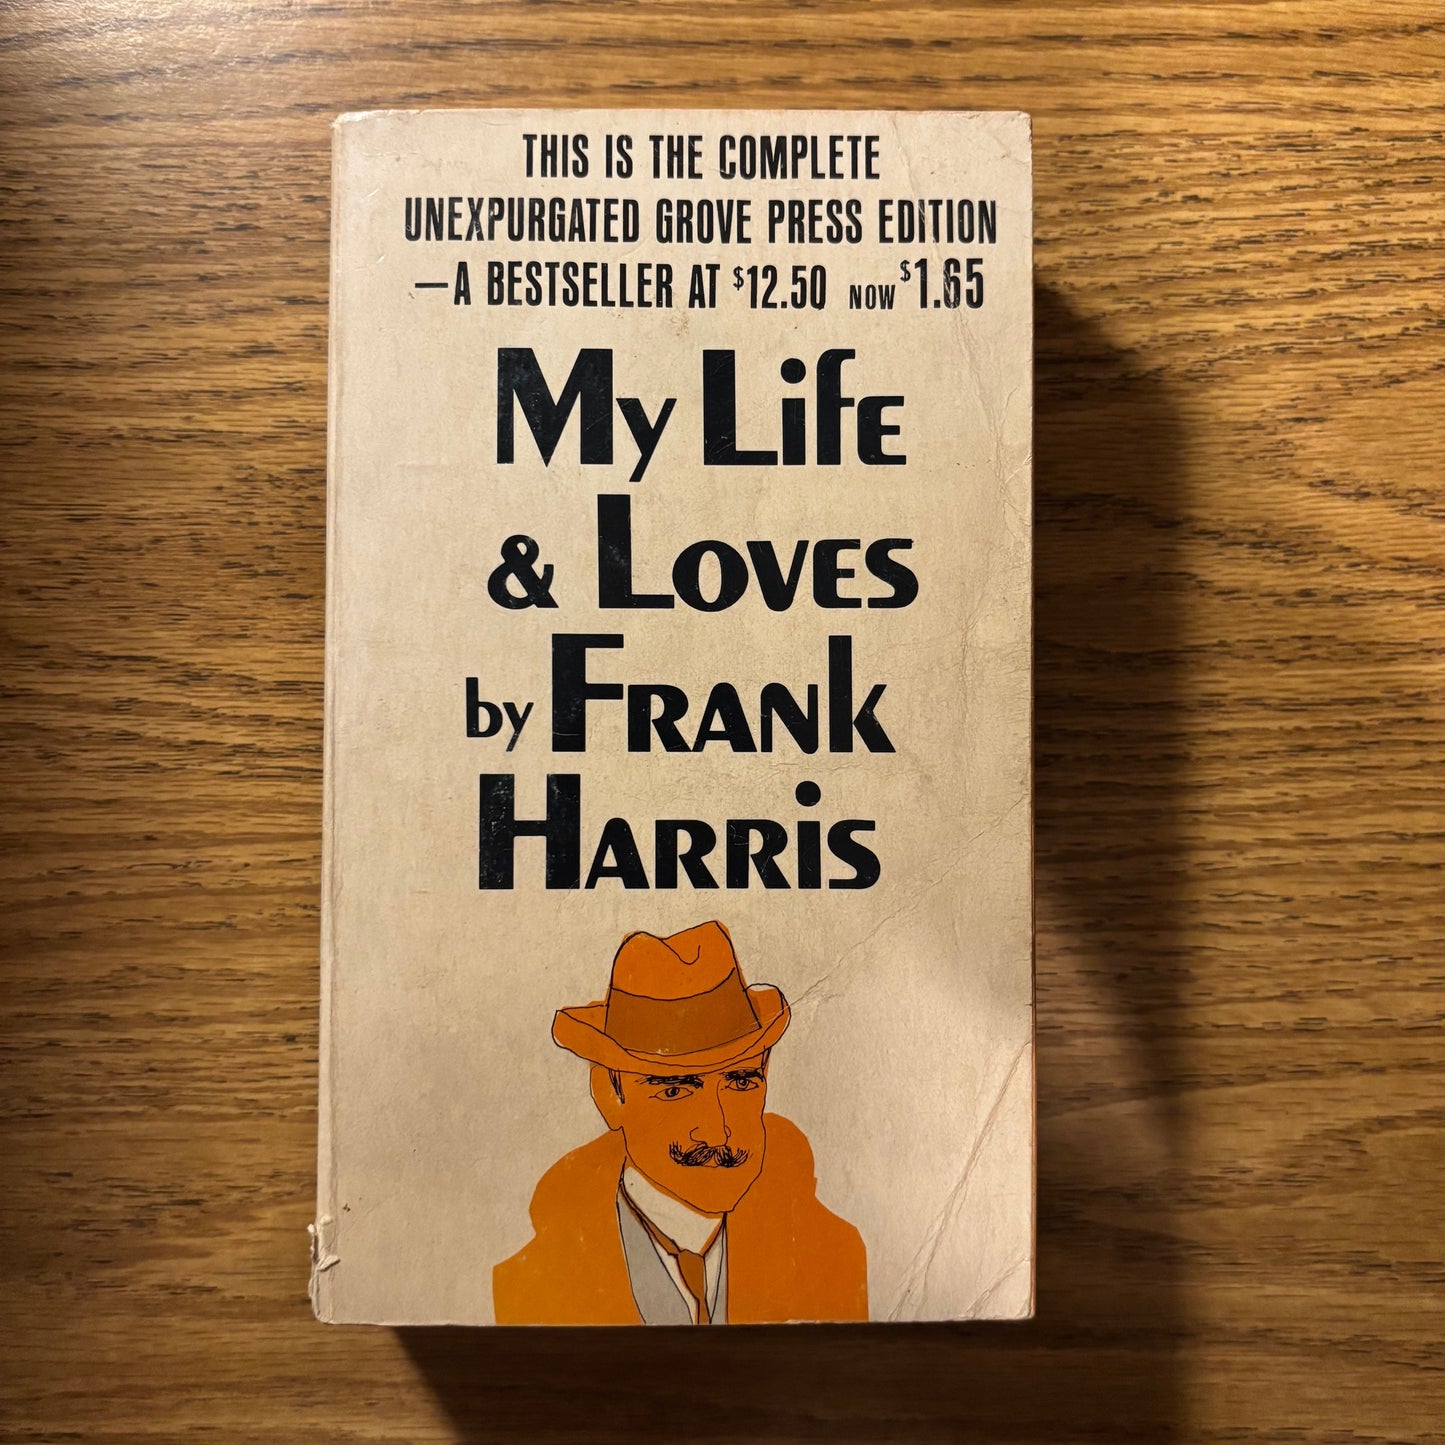 THIS IS THE COMPLETE
UNEXPURGATED GROVE PRESS EDITION
—A BESTSELLER AT $12.50 NOW $1.65
My Life
& Loves
by Frank
Harris